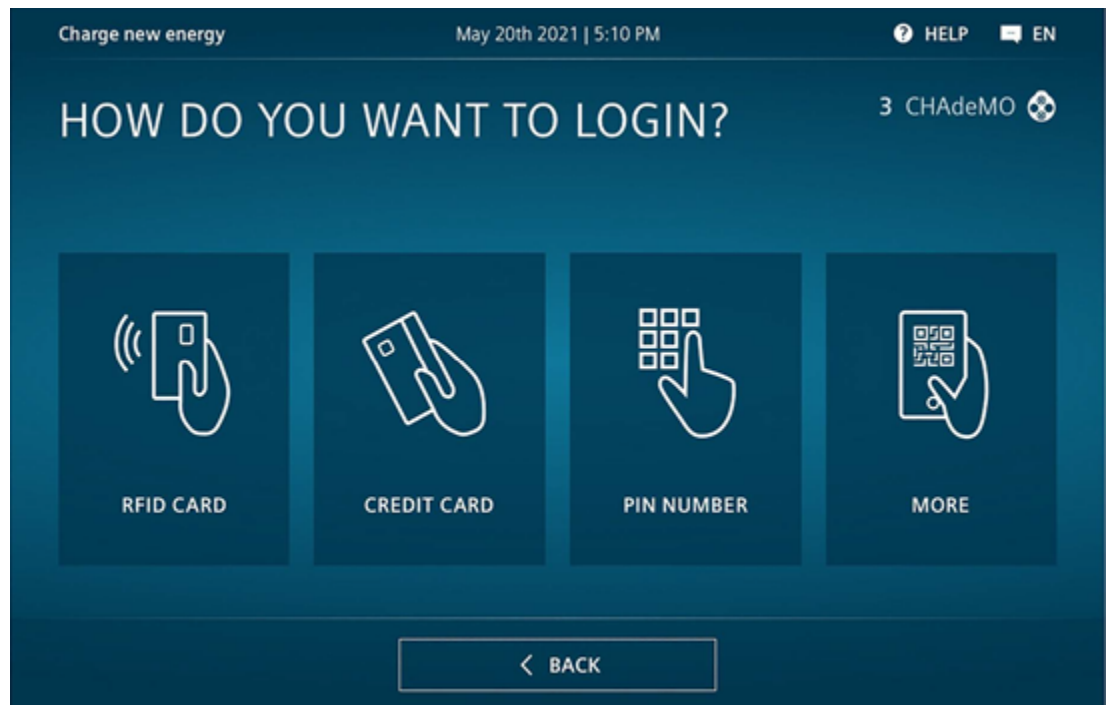 Charge new energy
May 20th 2021 | 5:10 PM
HELP
EN
HOW DO YOU WANT TO LOGIN?
3 CHAdeMO
RFID CARD
CREDIT CARD
PIN NUMBER
MORE
< BACK